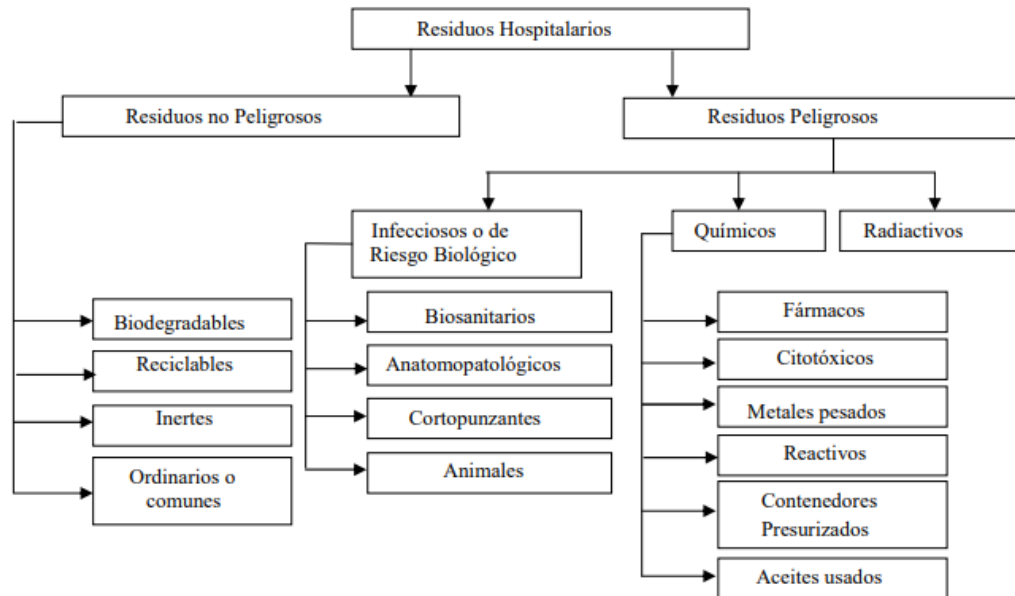 Residuos Hospitalarios
Residuos no Peligrosos
Residuos Peligrosos
Infecciosos o de
Riesgo Biológico
Químicos
Radiactivos
Biodegradables
Reciclables
Inertes
Ordinarios o
comunes
Biosanitarios
Anatomopatológicos
Cortopunzantes
Animales
Fármacos
Citotóxicos
Metales pesados
Reactivos
Contenedores
Presurizados
Aceites usados